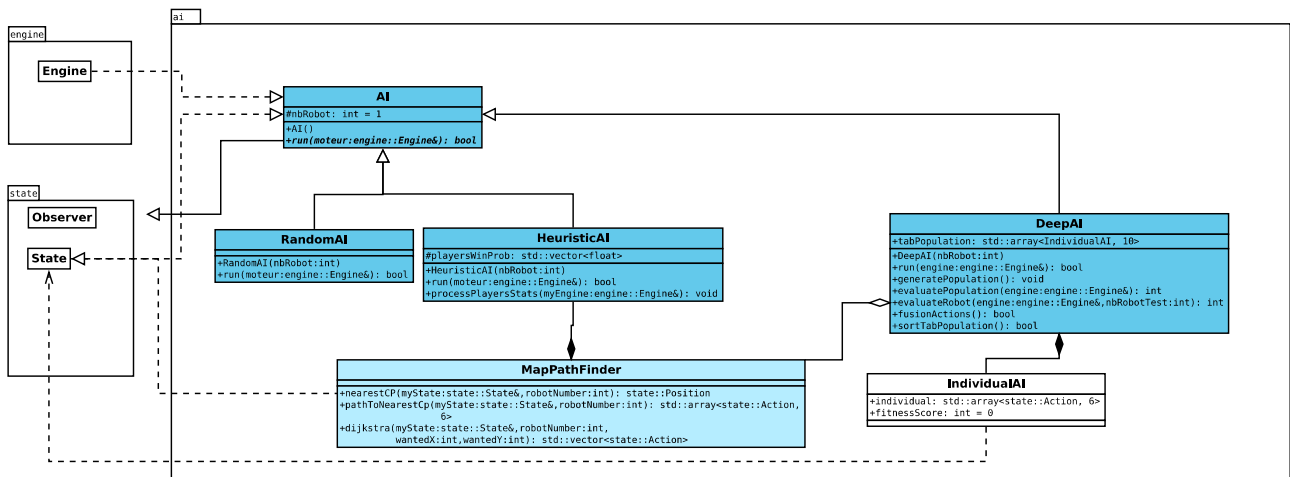 ai
engine
Engine
AI
#nbRobot: int = 1
+AI()
+run(moteur:engine::Engine&): bool
state
Observer
State
RandomAI
+RandomAI(nbRobot:int)
+run(moteur:engine::Engine&): bool
HeuristicAI
#playersWinProb: std::vector<float>
+HeuristicAI(nbRobot:int)
+run(moteur:engine::Engine&): bool
+processPlayersStats(myEngine:engine::Engine&): void
DeepAI
+tabPopulation: std::array<IndividualAI, 10>
+DeepAI(nbRobot:int)
+run(engine:engine::Engine&): bool
+generatePopulation(): void
+evaluatePopulation(engine:engine::Engine&): int
+evaluateRobot(engine:engine::Engine&,nbRobotTest:int): int
+fusionActions(): bool
+sortTabPopulation(): bool
MapPathFinder
+nearestCP(myState:state::State&,robotNumber:int): state::Position
+pathToNearestCp(myState:state::State&,robotNumber:int): std::array<state::Action,
6>
+dijkstra(myState:state::State&,robotNumber:int,
wantedX:int,wantedY:int): std::vector<state::Action>
IndividualAI
+individual: std::array<state::Action, 6>
+fitnessScore: int = 0